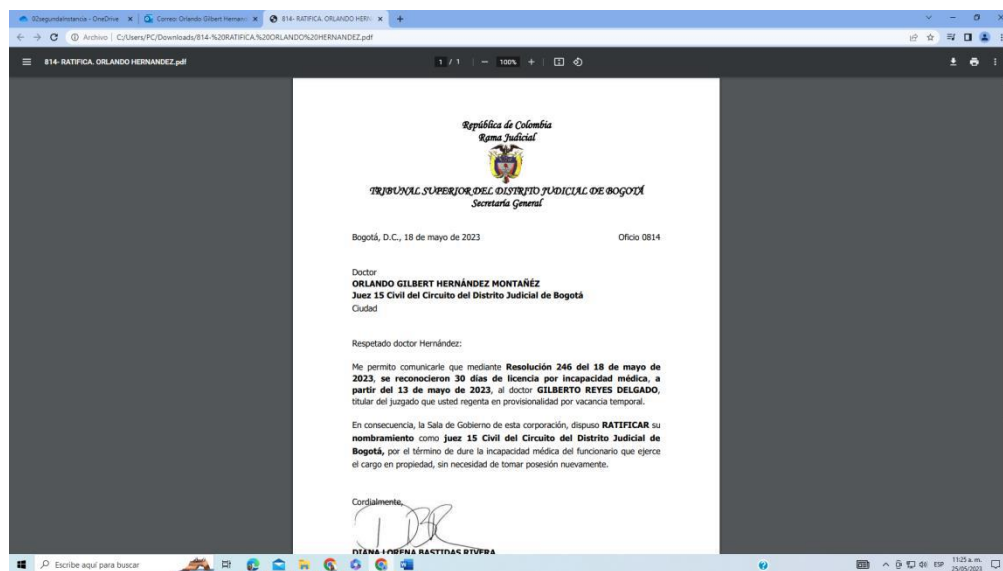 02segundainstancia - OneDrive
Correo: Orlando Gilbert Hernan
814- RATIFICA. ORLANDO HERN
Archivo | C:/Users/PC/Downloads/814-%20RATIFICA.%20ORLANDO%20HERNANDEZ.pdf
814- RATIFICA. ORLANDO HERNANDEZ.pdf
1 / 1
100%
República de Colombia
Rama Judicial
TRIBUNAL SUPERIOR DEL DISTRITO JUDICIAL DE BOGOTÁ
Secretaría General
Bogotá, D.C., 18 de mayo de 2023 Oficio 0814
Doctor
ORLANDO GILBERT HERNÁNDEZ MONTAÑÉZ
Juez 15 Civil del Circuito del Distrito Judicial de Bogotá
Ciudad
Respetado doctor Hernández:
Me permito comunicarle que mediante Resolución 246 del 18 de mayo de
2023, se reconocieron 30 días de licencia por incapacidad médica, a
partir del 13 de mayo de 2023, al doctor GILBERTO REYES DELGADO,
titular del juzgado que usted regenta en provisionalidad por vacancia temporal.
En consecuencia, la Sala de Gobierno de esta corporación, dispuso RATIFICAR su
nombramiento como juez 15 Civil del Circuito del Distrito Judicial de
Bogotá, por el término de dure la incapacidad médica del funcionario que ejerce
el cargo en propiedad, sin necesidad de tomar posesión nuevamente.
Cordialmente,
DIANA LORENA BASTIDAS RIVERA
Escribe aquí para buscar
ESP
11:25 a. m.
25/05/2023